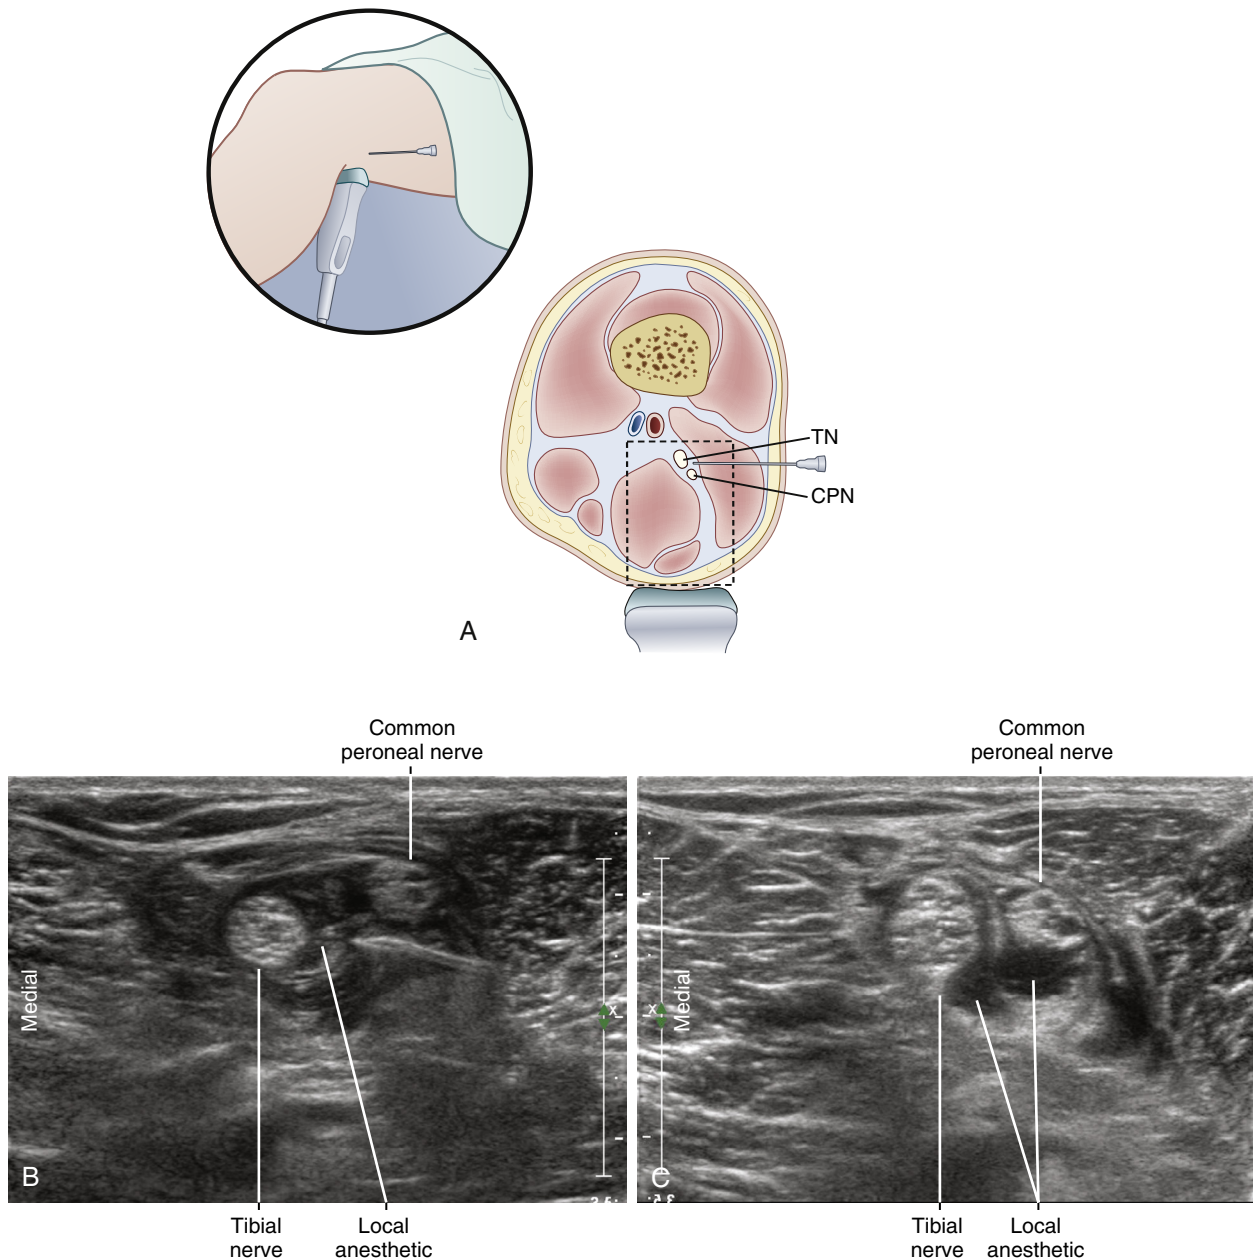 TN
CPN
A
Common
peroneal nerve
Common
peroneal nerve
Medial
x
B
x
Medial
C
Tibial
nerve
Local
anesthetic
Tibial
nerve
Local
anesthetic